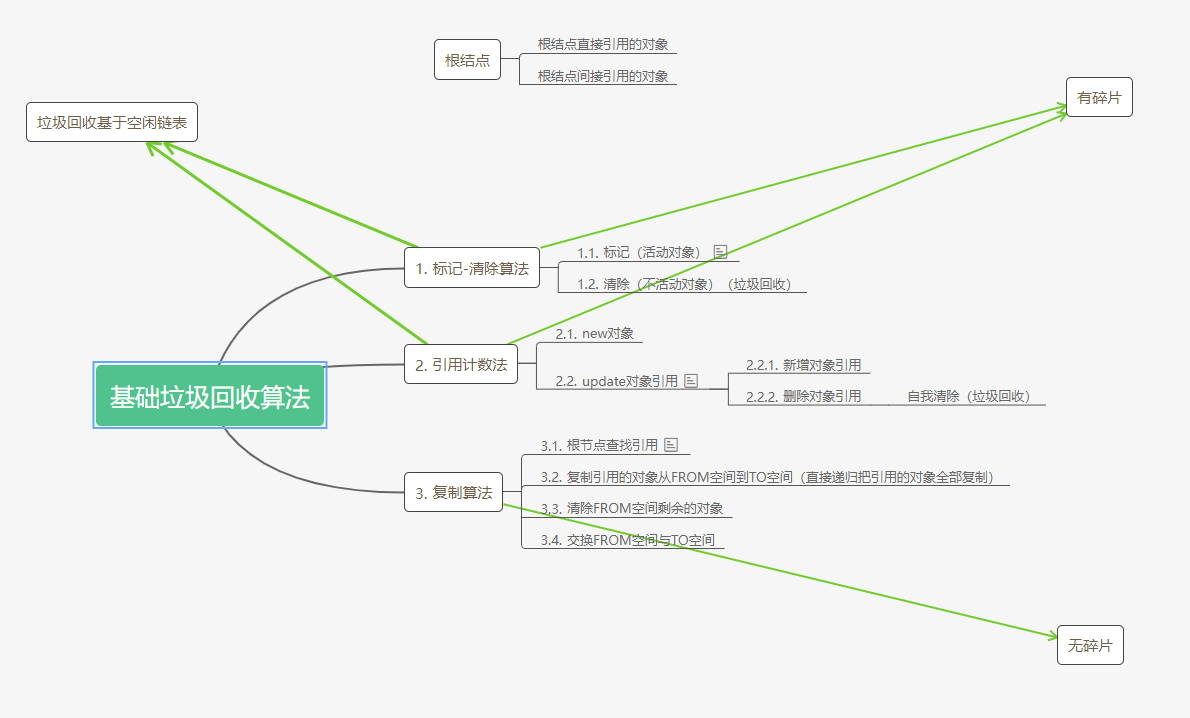 根结点
根结点直接引用的对象
根结点间接引用的对象
有碎片
垃圾回收基于空闲链表
1. 标记-清除算法
1.1. 标记（活动对象）
1.2. 清除（不活动对象）（垃圾回收）
2. 引用计数法
2.1. new对象
2.2. update对象引用
2.2.1. 新增对象引用
2.2.2. 删除对象引用
自我清除（垃圾回收）
基础垃圾回收算法
3. 复制算法
3.1. 根节点查找引用
3.2. 复制引用的对象从FROM空间到TO空间（直接递归把引用的对象全部复制）
3.3. 清除FROM空间剩余的对象
3.4. 交换FROM空间与TO空间
无碎片